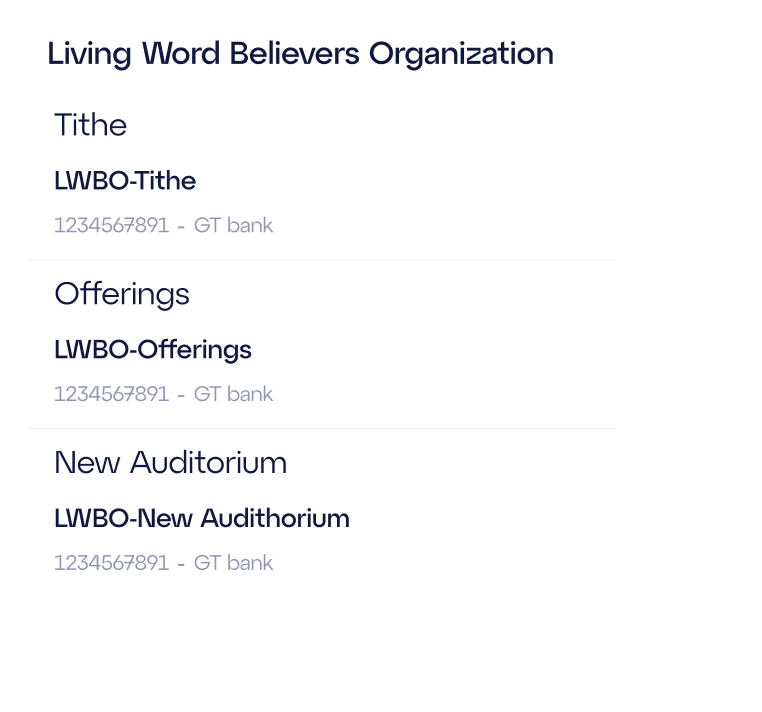 Living Word Believers Organization
Tithe
LWBO-Tithe
1234567891 - GT bank
Offerings
LWBO-Offerings
1234567891 - GT bank
New Auditorium
LWBO-New Audithorium
1234567891 - GT bank